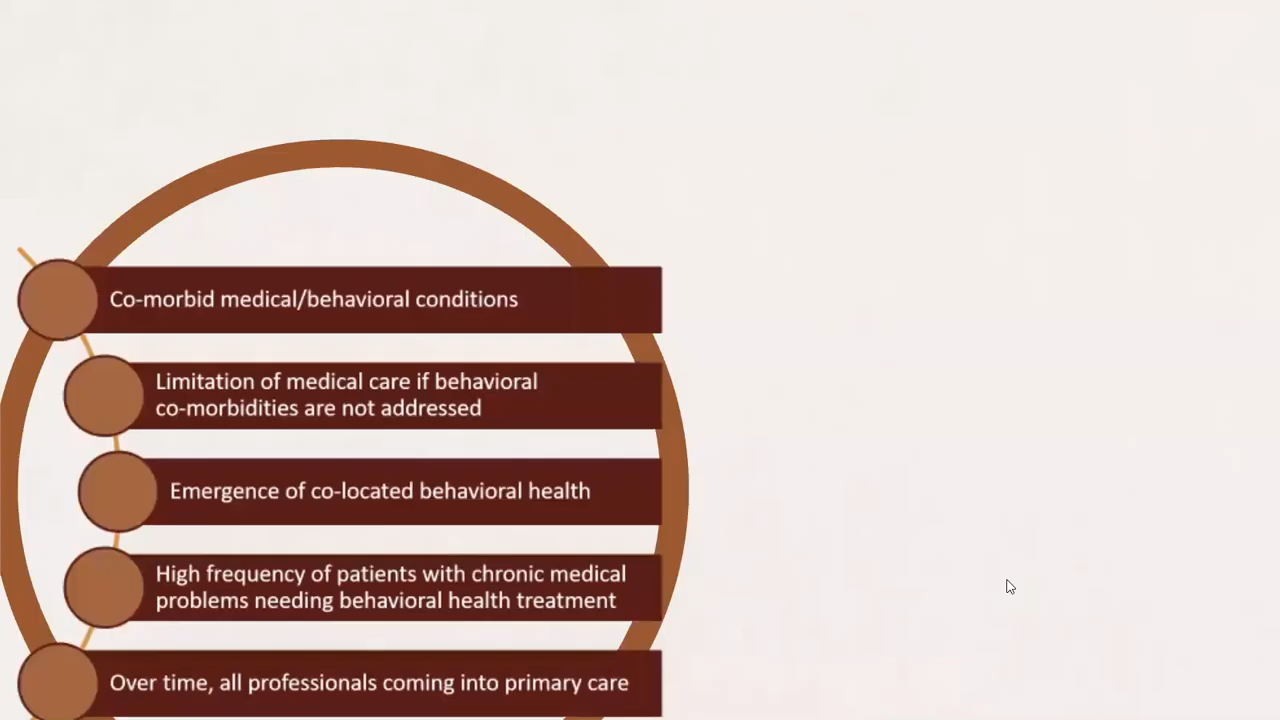 Co-morbid medical/behavioral conditions
Limitation of medical care if behavioral
co-morbidities are not addressed
Emergence of co-located behavioral health
High frequency of patients with chronic medical
problems needing behavioral health treatment
Over time, all professionals coming into primary care